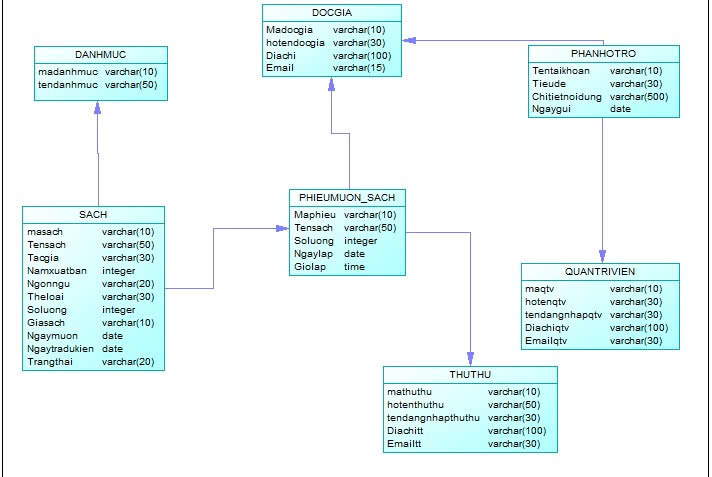 DOCGIA
Madocgia varchar(10)
hotendocgia varchar(30)
Diachi varchar(100)
Email varchar(15)
DANHMUC
madanhmuc varchar(10)
tendanhmuc varchar(50)
PHANHOTRO
Tentaikhoan varchar(10)
Tieude varchar(30)
Chitietnoidung varchar(500)
Ngaygui date
PHIEUMUON_SACH
Maphieu varchar(10)
Tensach varchar(50)
Soluong integer
Ngaylap date
Giolap time
SACH
masach varchar(10)
Tensach varchar(50)
Tacgia varchar(30)
Namxuatban integer
Ngonngu varchar(20)
Theloai varchar(30)
Soluong integer
Giasach varchar(10)
Ngaymuon date
Ngaytradukien date
Trangthai varchar(20)
QUANTRIVIEN
maqtv varchar(10)
hotenqtv varchar(30)
tendangnhapqtv varchar(30)
Diachiqtv varchar(100)
Emailqtv varchar(30)
THUTHU
mathuthu varchar(10)
hotenthuthu varchar(50)
tendangnhapthuthu varchar(30)
Diachitt varchar(100)
Emailtt varchar(30)